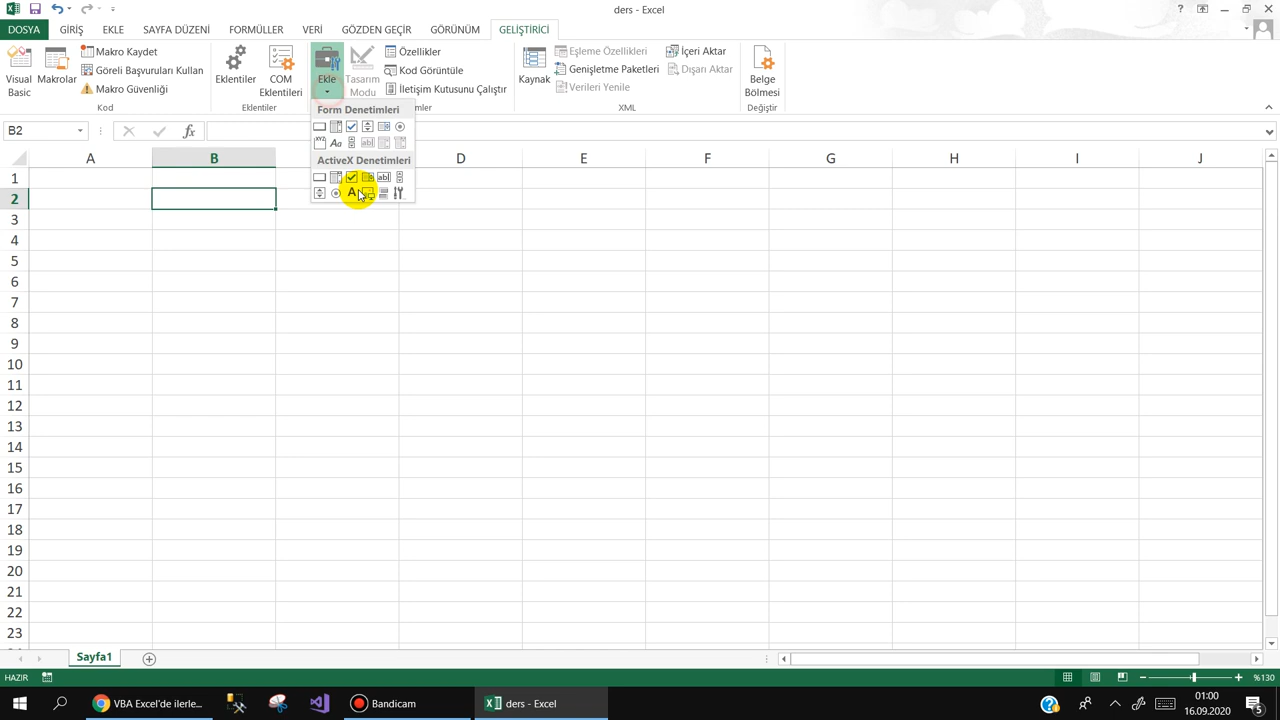 ders - Excel
DOSYA GİRİŞ EKLE SAYFA DÜZENİ FORMÜLLER VERİ GÖZDEN GEÇİR GÖRÜNÜM GELİŞTİRİCİ
Visual Basic
Makrolar
Makro Kaydet
Göreli Başvuruları Kullan
Makro Güvenliği
Kod
Eklentiler
COM Eklentileri
Eklentiler
Ekle
Tasarım Modu
Özellikler
Kod Görüntüle
İletişim Kutusunu Çalıştır
Kaynak
Eşleme Özellikleri
Genişletme Paketleri
Verileri Yenile
İçeri Aktar
Dışarı Aktar
XML
Belge Bölmesi
Değiştir
Form Denetimleri
Aa
ab|
ActiveX Denetimleri
ab|
A
B2
fx
A B D E F G H I J
1
2
3
4
5
6
7
8
9
10
11
12
13
14
15
16
17
18
19
20
21
22
23
Sayfa1
HAZIR
%130
VBA Excel'de ilerle...
Bandicam
ders - Excel
01:00
16.09.2020
5